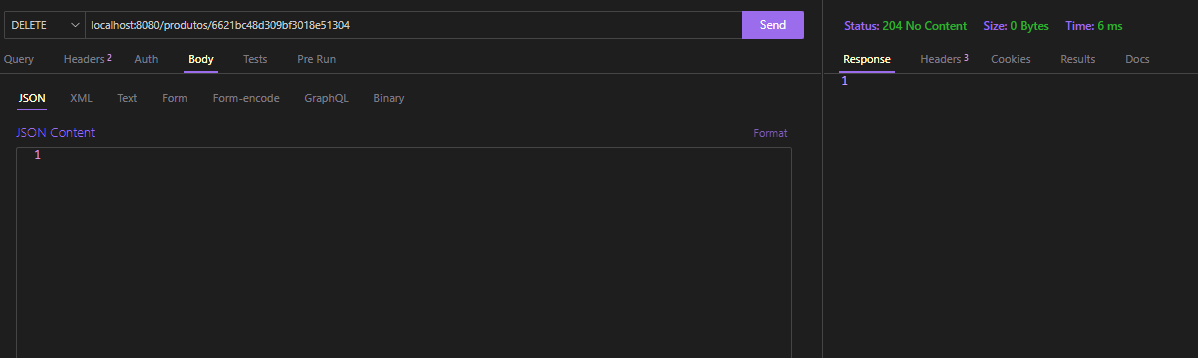 DELETE localhost:8080/produtos/6621bc48d309bf3018e51304 Send
Query Headers 2 Auth Body Tests Pre Run
JSON XML Text Form Form-encode GraphQL Binary
JSON Content Format
1
Status: 204 No Content Size: 0 Bytes Time: 6 ms
Response Headers 3 Cookies Results Docs
1